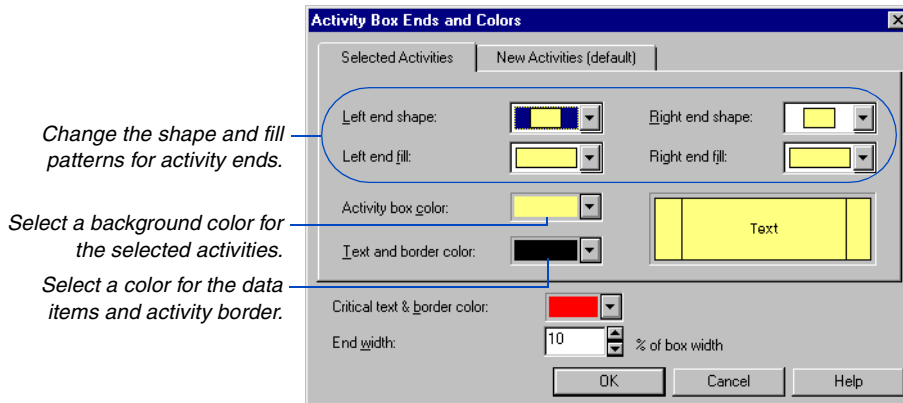 Activity Box Ends and Colors
Selected Activities
New Activities (default)
Change the shape and fill
patterns for activity ends.
Left end shape:
Right end shape:
Left end fill:
Right end fill:
Select a background color for
the selected activities.
Activity box color:
Text
Select a color for the data
items and activity border.
Text and border color:
Critical text & border color:
End width:
10
% of box width
OK
Cancel
Help